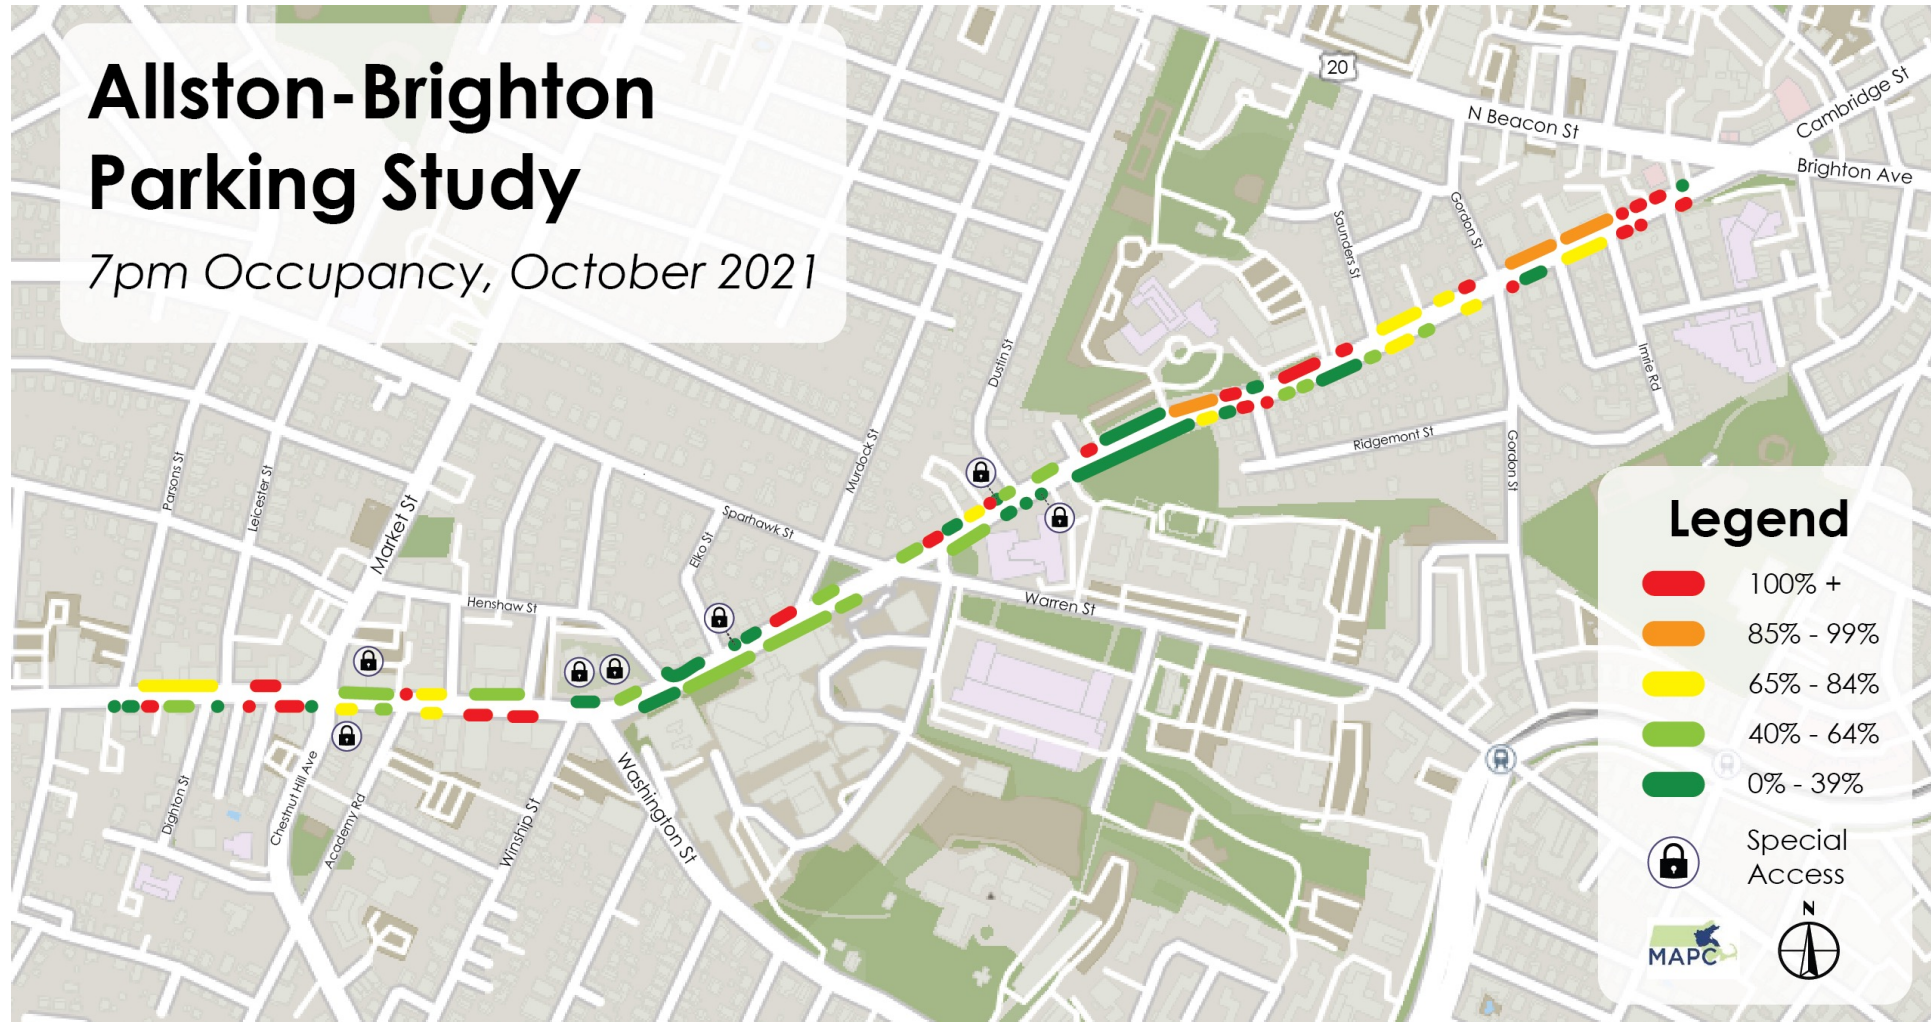 Allston-Brighton
Parking Study
7pm Occupancy, October 2021
20
N Beacon St
Cambridge St
Brighton Ave
Gordon St
Saunders St
Dustin St
Imrie Rd
Ridgemont St
Gordon St
Murdock St
Parsons St
Leicester St
Market St
Sparhawk St
Elko St
Henshaw St
Warren St
Washington St
Winship St
Dighton St
Chestnut Hill Ave
Academy Rd
Legend
100% +
85% - 99%
65% - 84%
40% - 64%
0% - 39%
Special
Access
N
MAPC